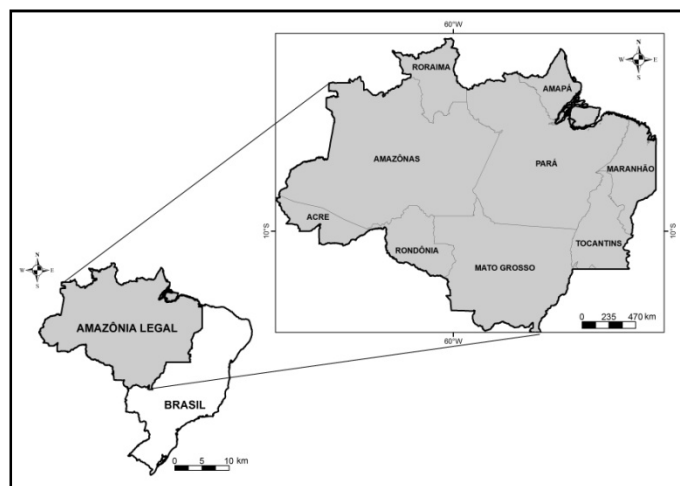 60°W
N
W E
S
RORAIMA
AMAPÁ
AMAZÔNAS
PARÁ
MARANHÃO
ACRE
10°S
10°S
RONDÔNIA
TOCANTINS
MATO GROSSO
0 235 470 km
60°W
N
W E
S
AMAZÔNIA LEGAL
BRASIL
0 5 10 km